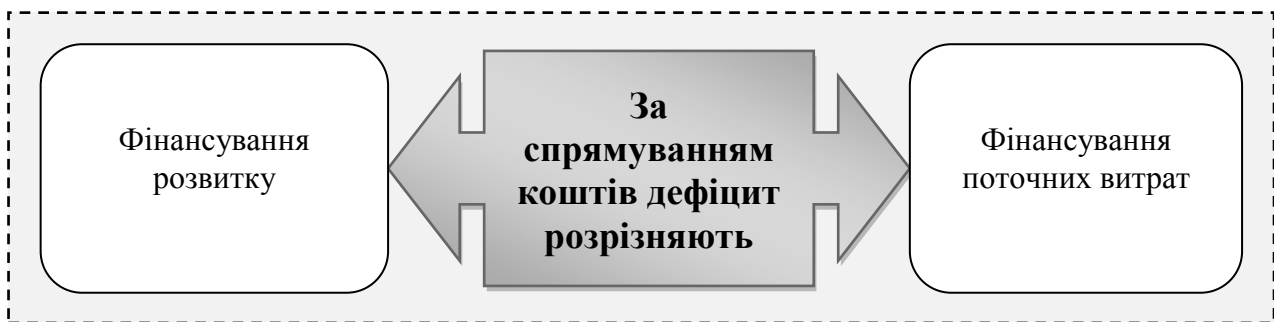 Фінансування
розвитку
За
спрямуванням
коштів дефіцит
розрізняють
Фінансування
поточних витрат